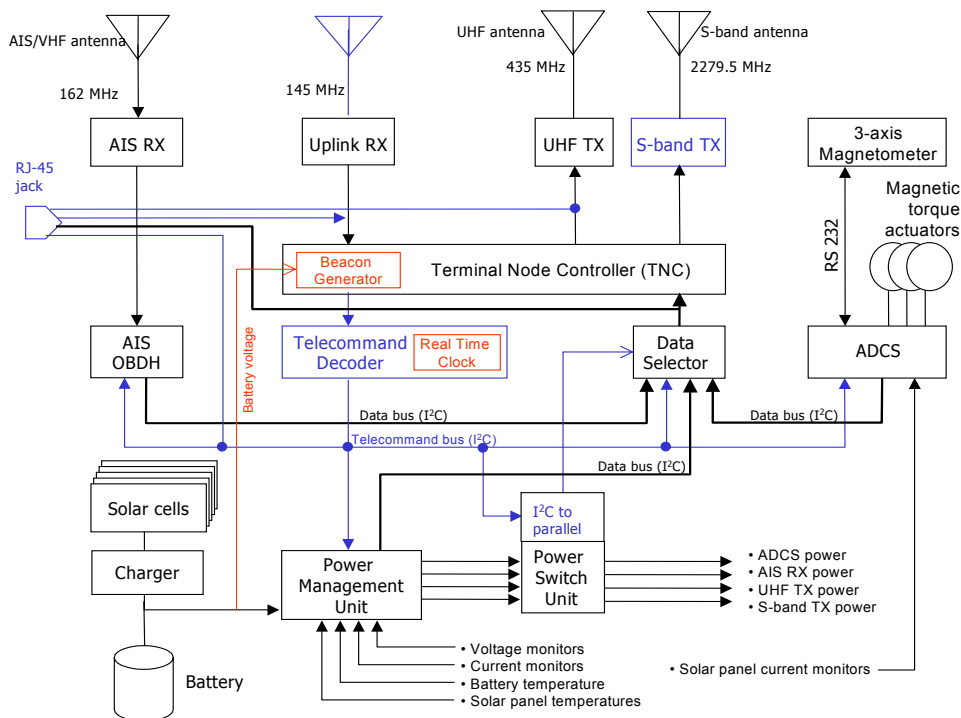 AIS/VHF antenna
UHF antenna
S-band antenna
162 MHz
145 MHz
435 MHz
2279.5 MHz
AIS RX
Uplink RX
UHF TX
S-band TX
3-axis
Magnetometer
RJ-45
jack
Magnetic
torque
actuators
RS 232
Beacon
Generator
Terminal Node Controller (TNC)
AIS
OBDH
Telecommand
Decoder
Real Time
Clock
Data
Selector
ADCS
Battery voltage
Data bus (I²C)
Data bus (I²C)
Telecommand bus (I²C)
Data bus (I²C)
Solar cells
I²C to
parallel
Charger
Power
Management
Unit
Power
Switch
Unit
• ADCS power
• AIS RX power
• UHF TX power
• S-band TX power
Battery
• Voltage monitors
• Current monitors
• Battery temperature
• Solar panel temperatures
• Solar panel current monitors